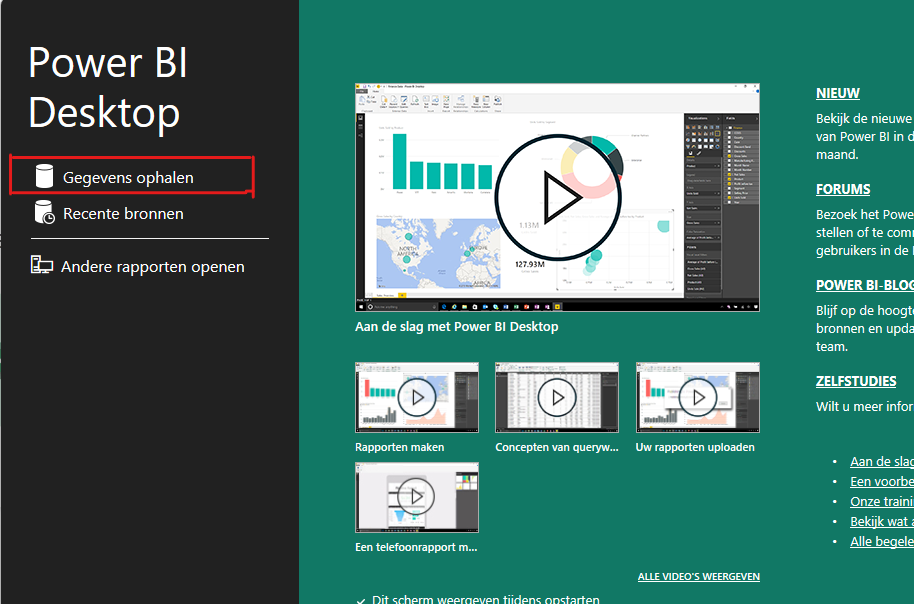 Power BI
Desktop
Gegevens ophalen
Recente bronnen
Andere rapporten openen
1.13M
127.93M
NORTH
AMERICA
EUROPE
Aan de slag met Power BI Desktop
Rapporten maken
Concepten van queryw...
Uw rapporten uploaden
Een telefoonrapport m...
ALLE VIDEO'S WEERGEVEN
Dit scherm weergeven tijdens opstarten
NIEUW
Bekijk de nieuwe
van Power BI in d
maand.
FORUMS
Bezoek het Powe
stellen of te com
gebruikers in de
POWER BI-BLOG
Blijf op de hoogt
bronnen en upda
team.
ZELFSTUDIES
Wilt u meer infor
• Aan de slag
• Een voorbe
• Onze traini
• Bekijk wat a
• Alle begele